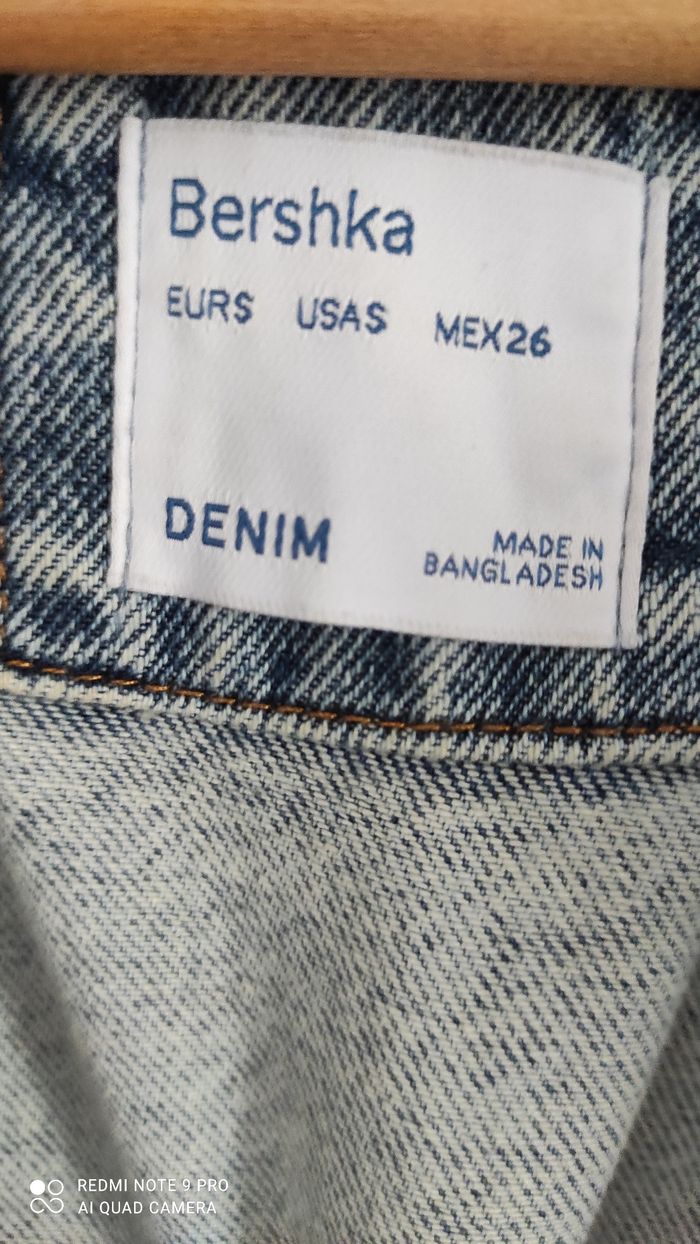 Bershka
EURS USAS MEX26
DENIM
MADE IN
BANGLADESH
REDMI NOTE 9 PRO
AI QUAD CAMERA